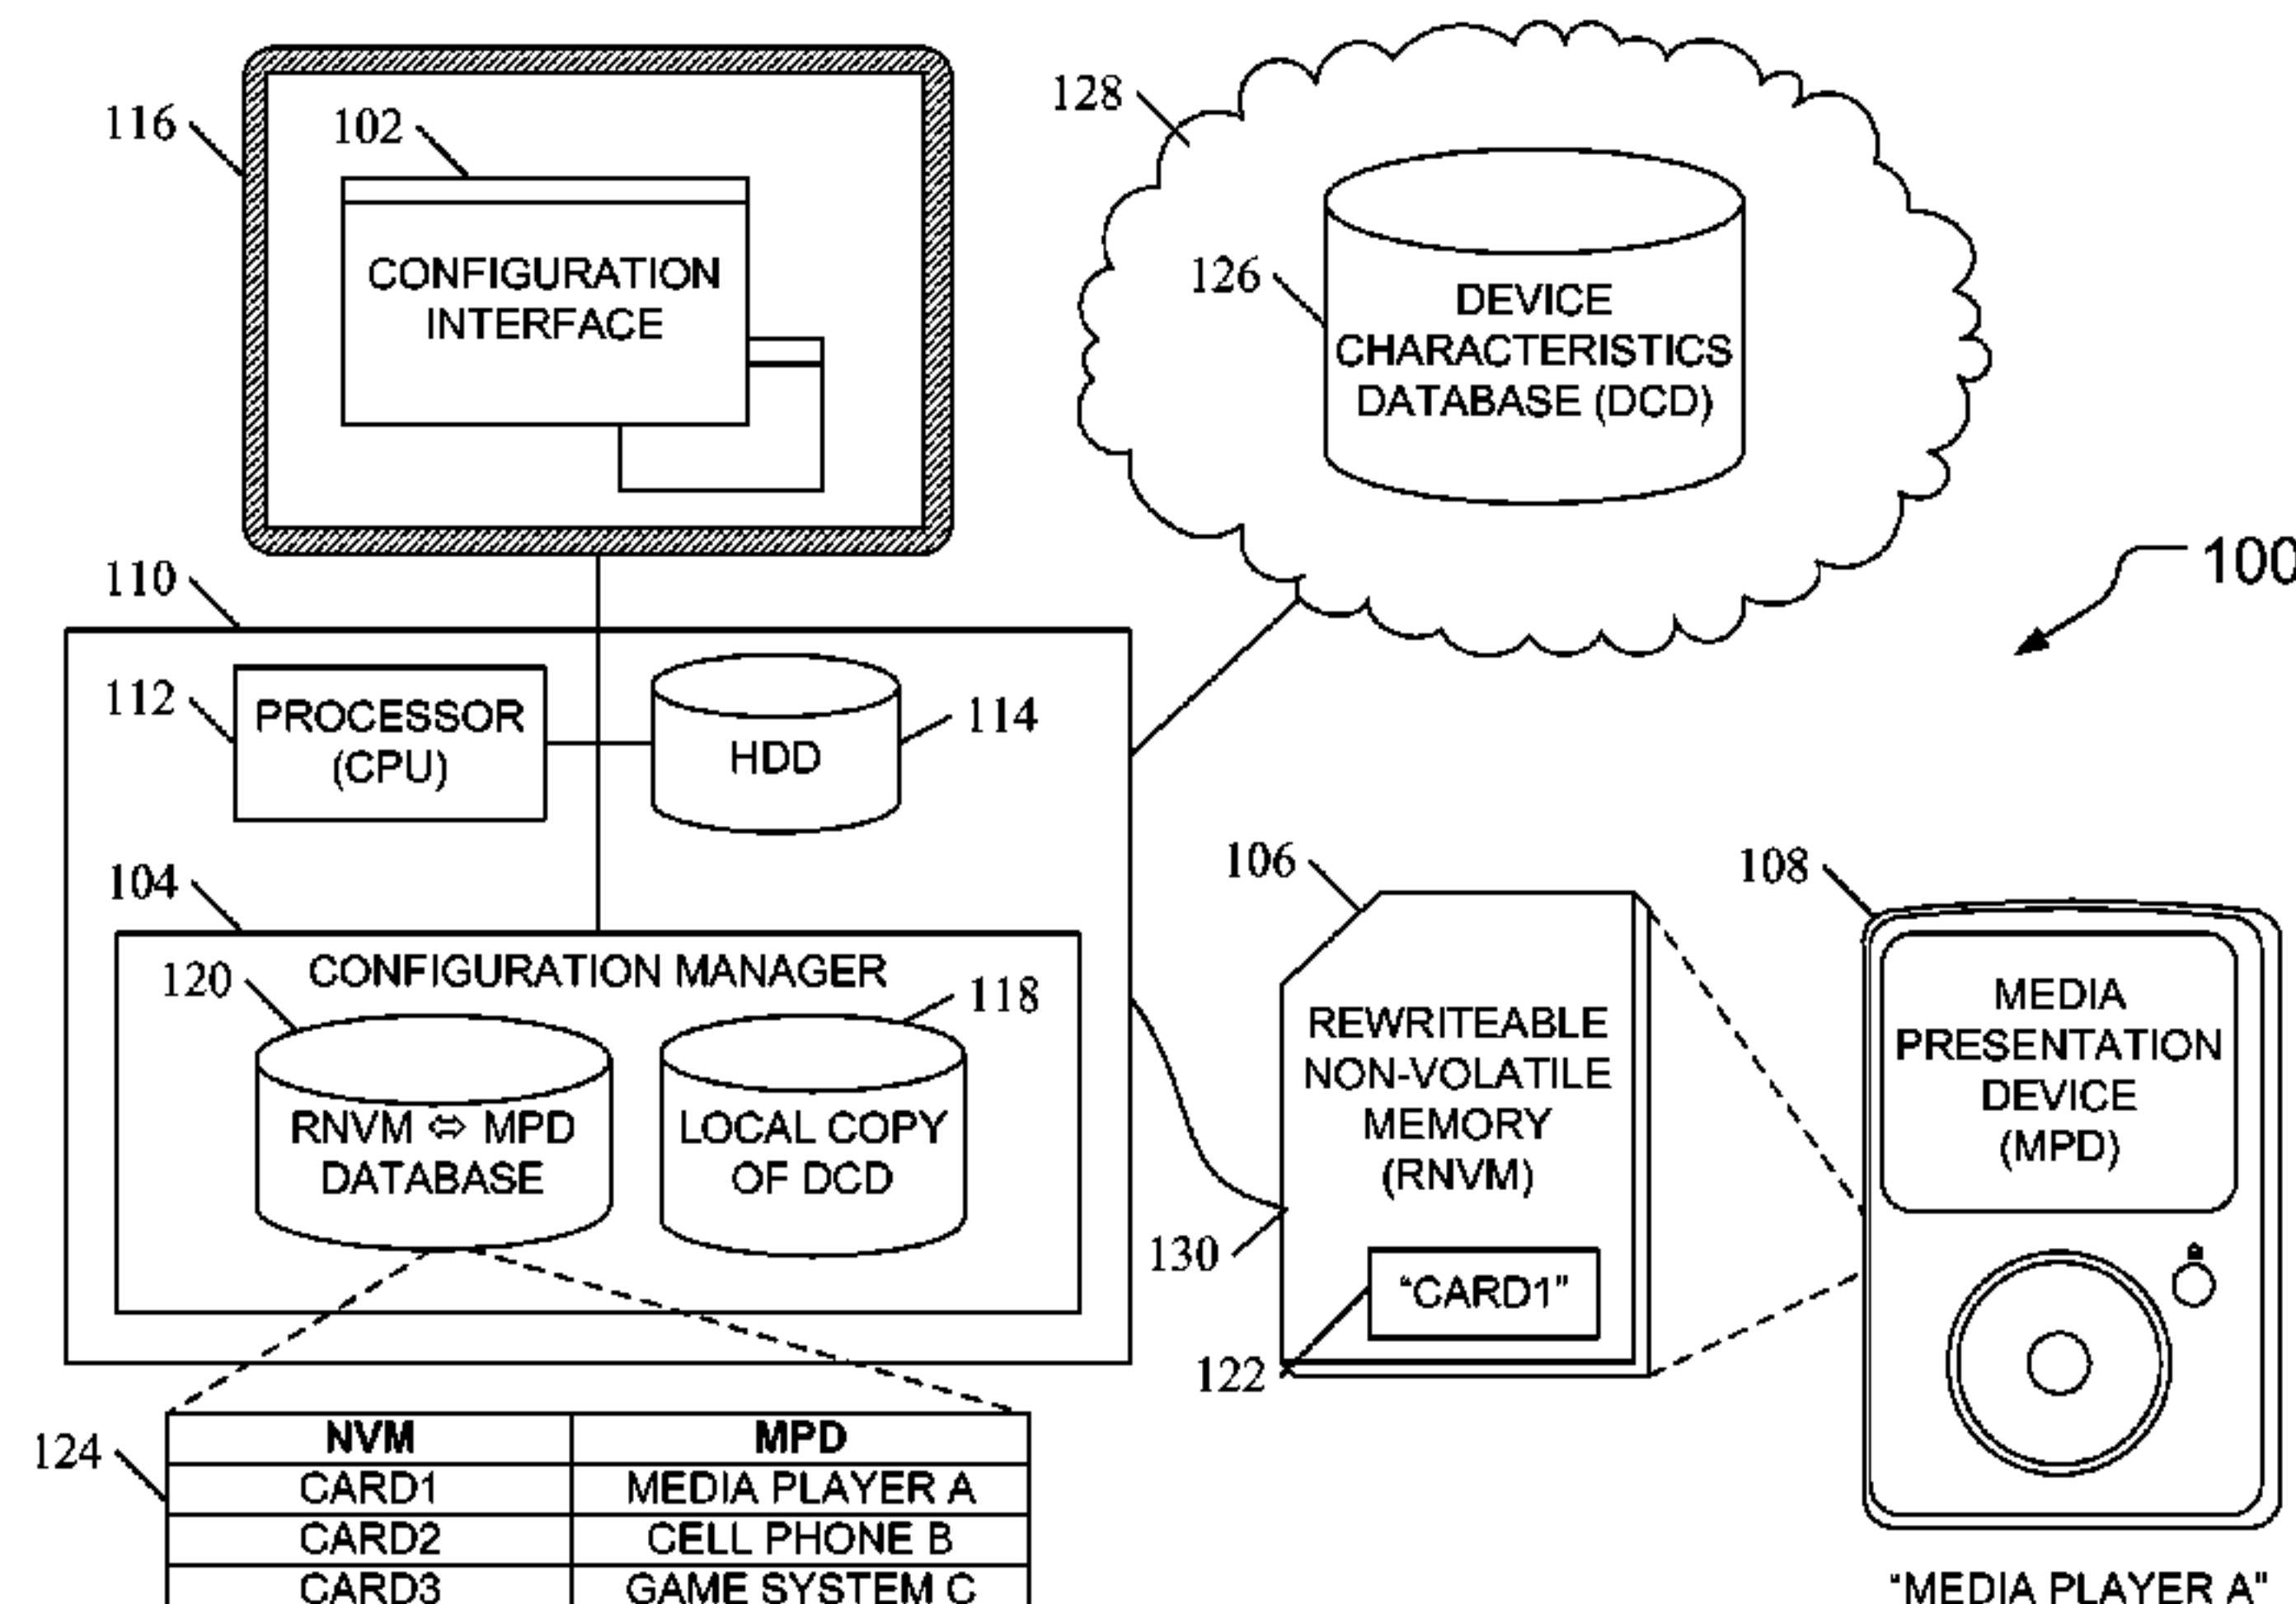 116
102
CONFIGURATION
INTERFACE
128
126
DEVICE
CHARACTERISTICS
DATABASE (DCD)
100
110
112
PROCESSOR
(CPU)
HDD
114
104
CONFIGURATION MANAGER
120
118
RNVM ⇔ MPD
DATABASE
LOCAL COPY
OF DCD
106
REWRITEABLE
NON-VOLATILE
MEMORY
(RNVM)
130
"CARD1"
122
108
MEDIA
PRESENTATION
DEVICE
(MPD)
124
NVM MPD
CARD1 MEDIA PLAYER A
CARD2 CELL PHONE B
CARD3 GAME SYSTEM C
"MEDIA PLAYER A"